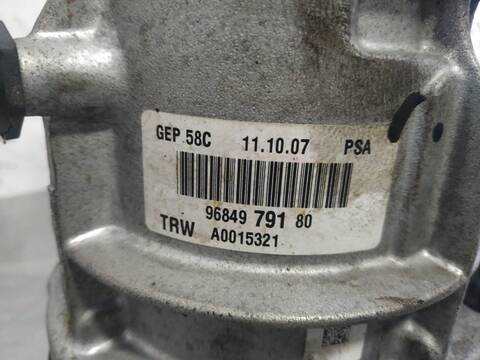 GEP 58C 11.10.07 PSA
96849 791 80
TRW A0015321